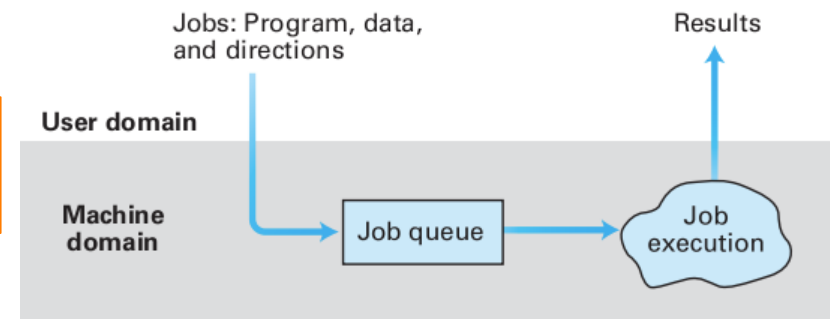 Jobs: Program, data,
and directions
Results
User domain
Machine
domain
Job queue
Job
execution